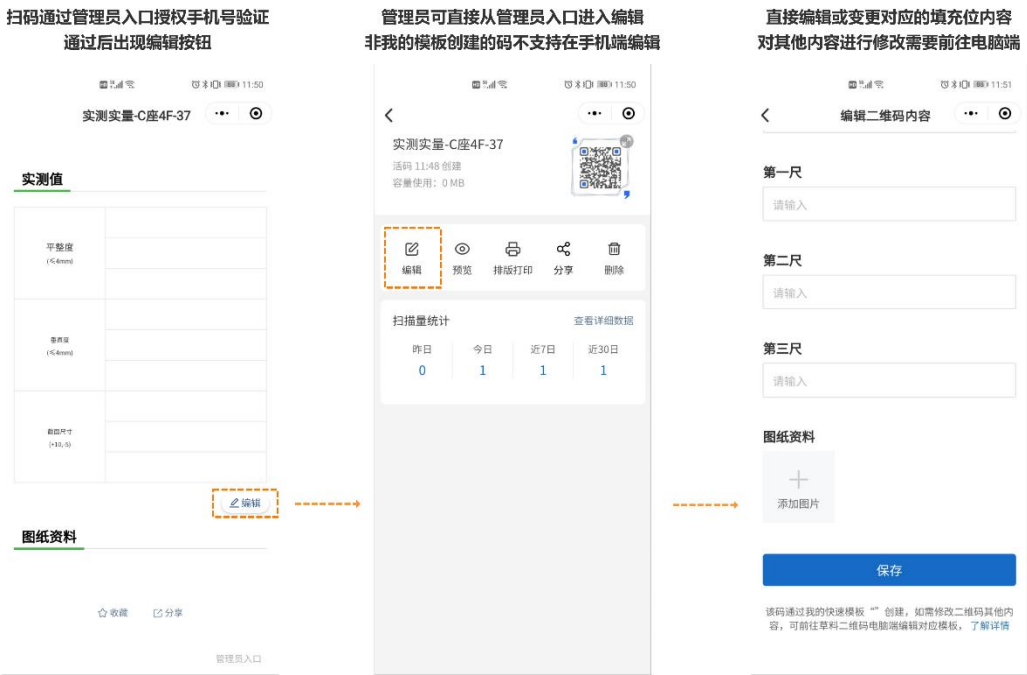 扫码通过管理员入口授权手机号验证
通过后出现编辑按钮
11:50
实测实量-C座4F-37
实测值
平整度
(≤4mm)
垂直度
(≤4mm)
截面尺寸
(+10,-5)
编辑
图纸资料
收藏
分享
管理员入口
管理员可直接从管理员入口进入编辑
非我的模板创建的码不支持在手机端编辑
11:50
实测实量-C座4F-37
活码 11:48 创建
容量使用：0 MB
编辑 预览 排版打印 分享 删除
扫描量统计 查看详细数据
昨日 今日 近7日 近30日
0 1 1 1
直接编辑或变更对应的填充位内容
对其他内容进行修改需要前往电脑端
11:51
编辑二维码内容
第一尺
请输入
第二尺
请输入
第三尺
请输入
图纸资料
添加图片
保存
该码通过我的快速模板“”创建，如需修改二维码其他内
容，可前往草料二维码电脑端编辑对应模板， 了解详情